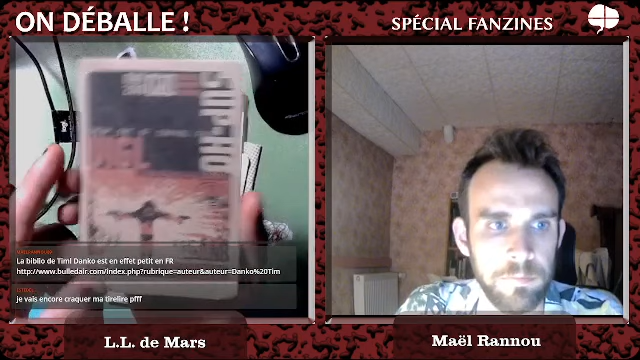 ON DÉBALLE !
SPÉCIAL FANZINES
La biblio de Timi Danko est en effet petit en FR
http://www.bulledair.com/index.php?rubrique=auteur&auteur=Danko%20Tim
je vais encore craquer ma tirelire pfff
L.L. de Mars
Maël Rannou